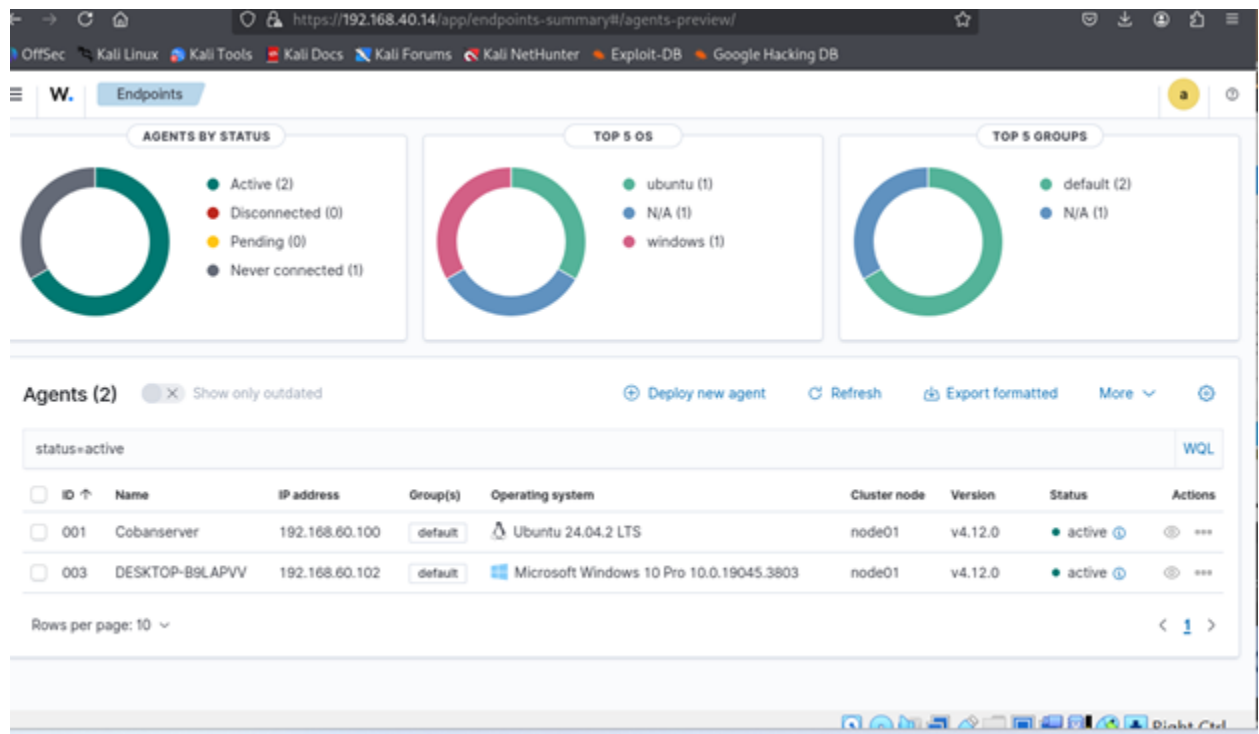 https://192.168.40.14/app/endpoints-summary#/agents-preview/
OffSec Kali Linux Kali Tools Kali Docs Kali Forums Kali NetHunter Exploit-DB Google Hacking DB
W. Endpoints a
AGENTS BY STATUS
Active (2)
Disconnected (0)
Pending (0)
Never connected (1)
TOP 5 OS
ubuntu (1)
N/A (1)
windows (1)
TOP 5 GROUPS
default (2)
N/A (1)
Agents (2) Show only outdated Deploy new agent Refresh Export formatted More
status=active WQL
ID Name IP address Group(s) Operating system Cluster node Version Status Actions
001 Cobanserver 192.168.60.100 default Ubuntu 24.04.2 LTS node01 v4.12.0 active
003 DESKTOP-B9LAPVV 192.168.60.102 default Microsoft Windows 10 Pro 10.0.19045.3803 node01 v4.12.0 active
Rows per page: 10 < 1 >
Right Ctrl